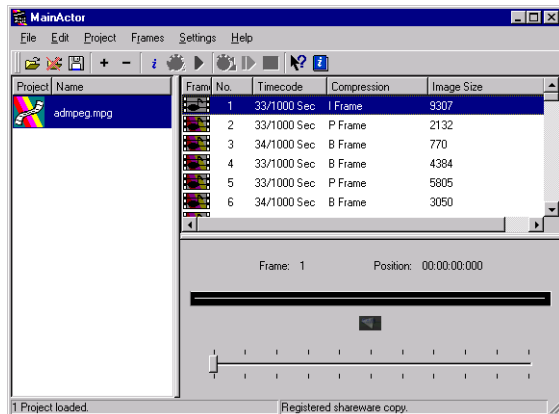 MainActor
File Edit Project Frames Settings Help
Project Name
admpeg.mpg
Fram No. Timecode Compression Image Size
1 33/1000 Sec I Frame 9307
2 33/1000 Sec P Frame 2132
3 34/1000 Sec B Frame 770
4 33/1000 Sec B Frame 4384
5 33/1000 Sec P Frame 5805
6 34/1000 Sec B Frame 3050
Frame: 1 Position: 00:00:00:000
1 Project loaded. Registered shareware copy.